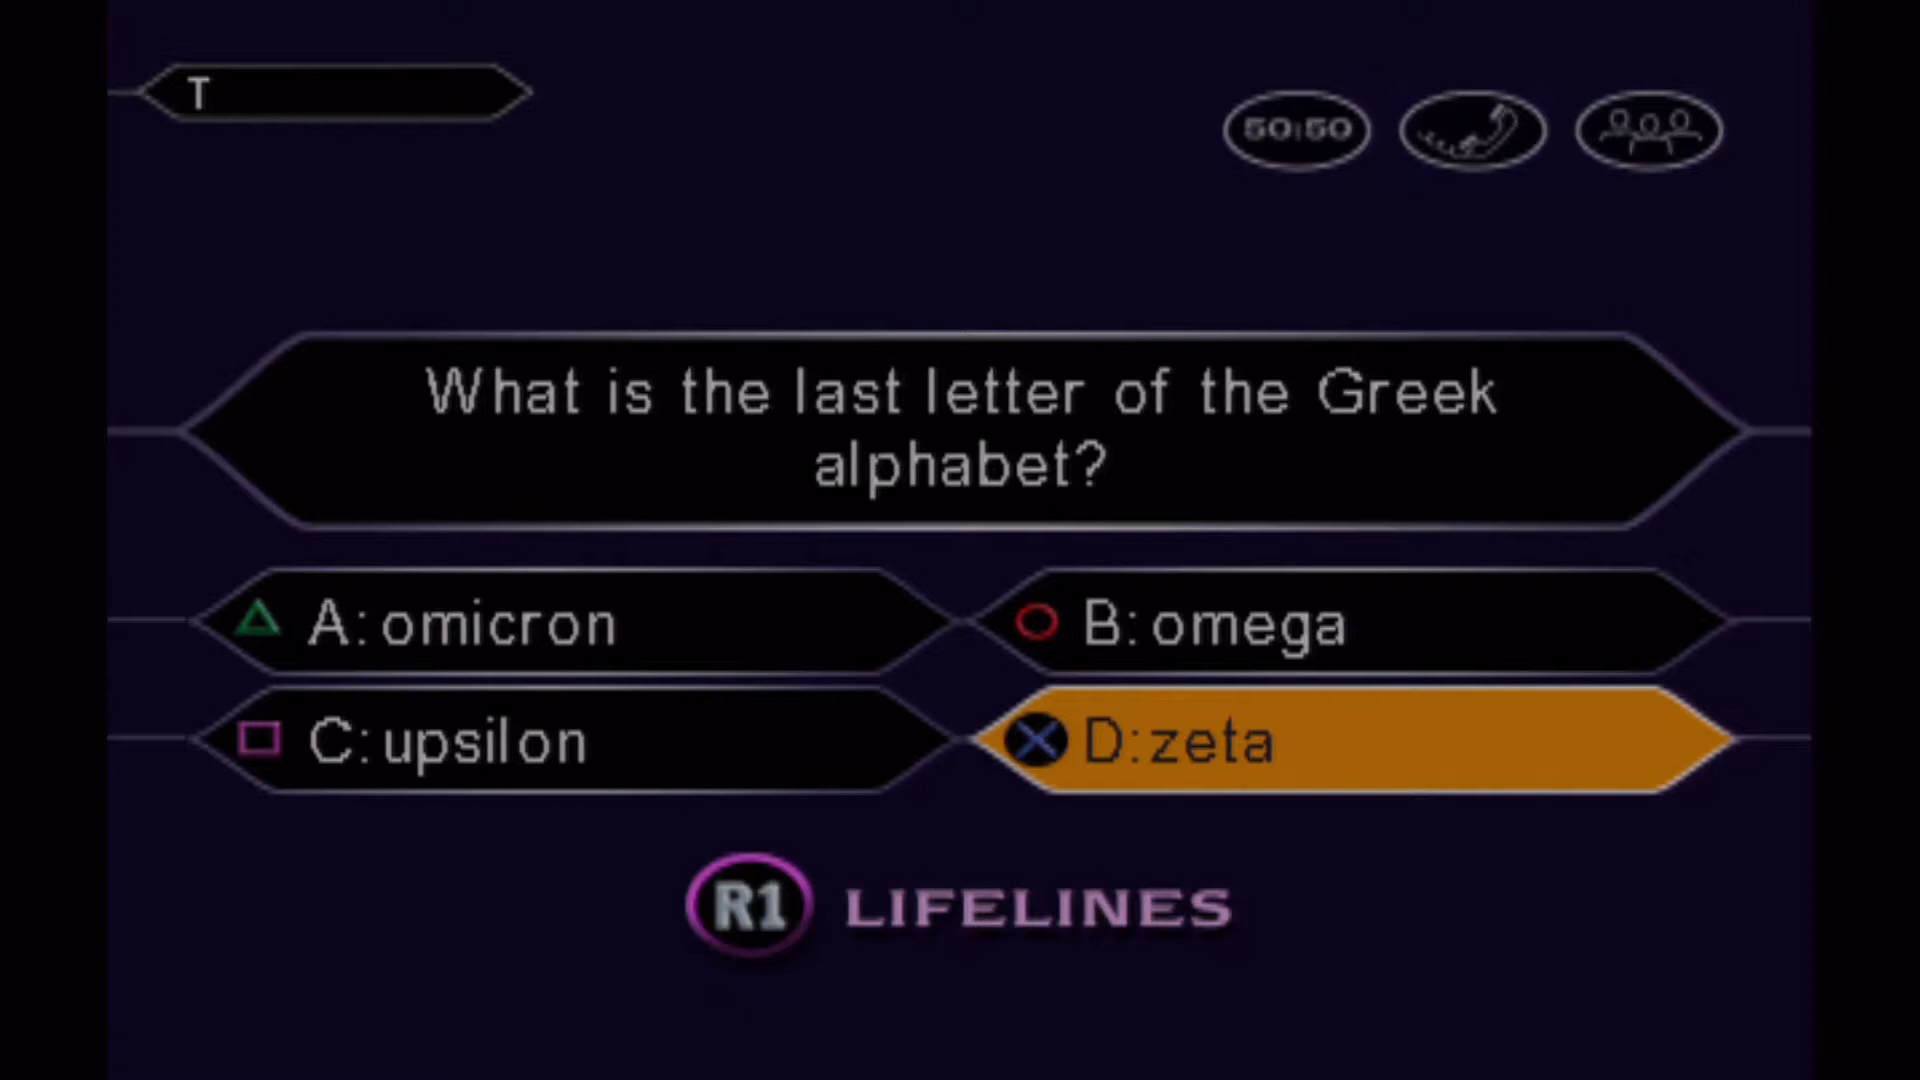 T
50:50
What is the last letter of the Greek
alphabet?
A: omicron
B: omega
C: upsilon
D: zeta
R1 LIFELINES